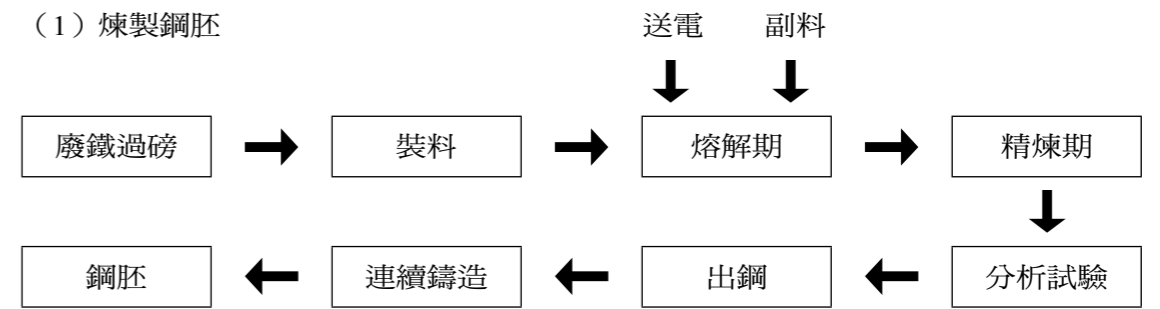 （1）煉製鋼胚
送電 副料
廢鐵過磅 裝料 熔解期 精煉期
鋼胚 連續鑄造 出鋼 分析試驗